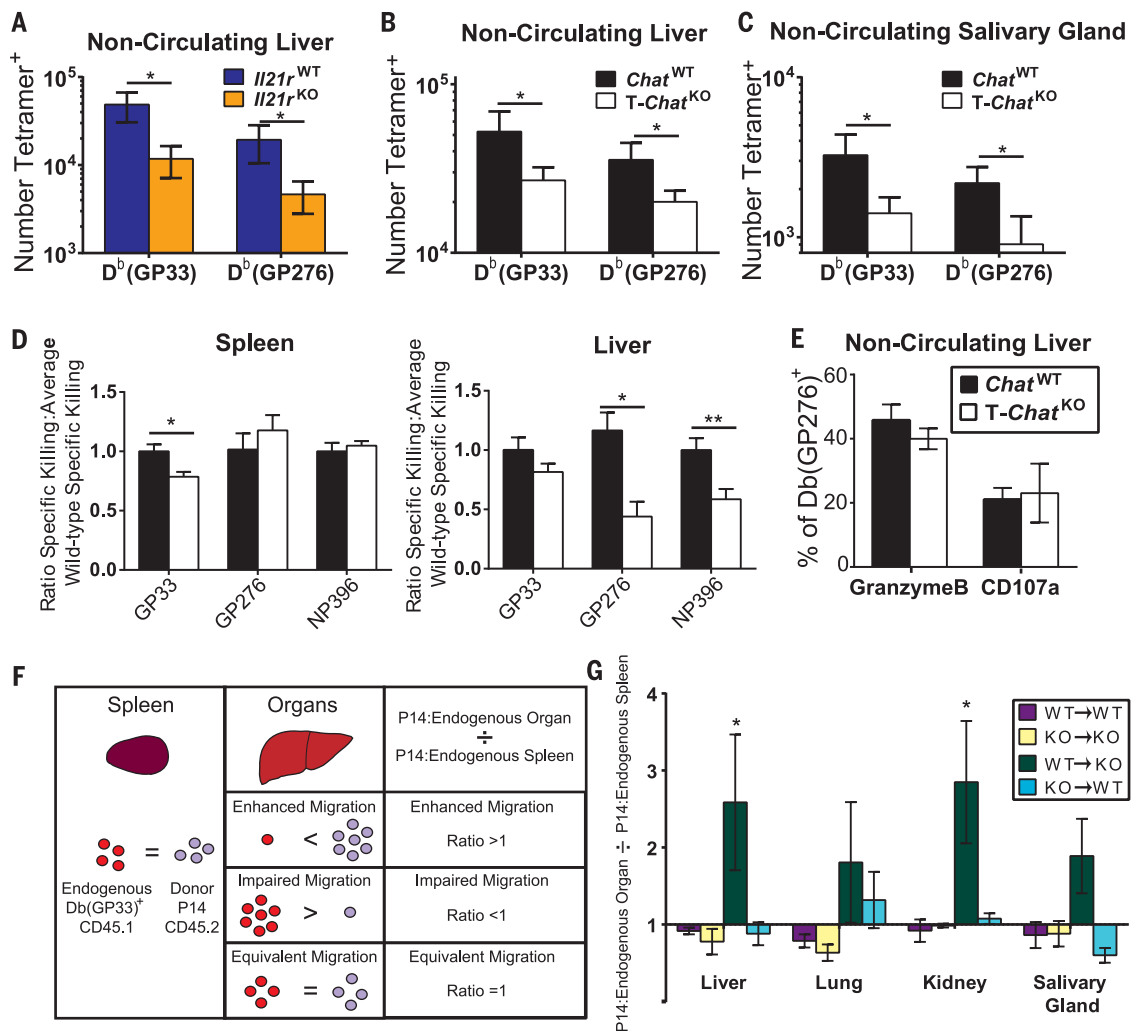 A
Non-Circulating Liver
Number Tetramer+
10^5
10^4
10^3
*
*
Il21r^WT
Il21r^KO
D^b(GP33)
D^b(GP276)
B
Non-Circulating Liver
Number Tetramer+
10^4
*
*
Chat^WT
T-Chat^KO
D^b(GP33)
D^b(GP276)
C
Non-Circulating Salivary Gland
Number Tetramer+
10^4
10^3
*
*
Chat^WT
T-Chat^KO
D^b(GP33)
D^b(GP276)
D
Spleen
Ratio Specific Killing:Average
Wild-type Specific Killing
1.5
1.0
0.5
0.0
*
GP33
GP276
NP396
Liver
Ratio Specific Killing:Average
Wild-type Specific Killing
1.5
1.0
0.5
0.0
*
**
GP33
GP276
NP396
E
Non-Circulating Liver
% of Db(GP276)+
60
40
20
0
Chat^WT
T-Chat^KO
GranzymeB
CD107a
F
Spleen
Organs
P14:Endogenous Organ
÷
P14:Endogenous Spleen
=
Endogenous
Db(GP33)+
CD45.1
Donor
P14
CD45.2
Enhanced Migration
<
Enhanced Migration
Ratio >1
Impaired Migration
>
Impaired Migration
Ratio <1
Equivalent Migration
=
Equivalent Migration
Ratio =1
G
P14:Endogenous Organ ÷ P14:Endogenous Spleen
4
3
2
1
*
*
WT→WT
KO→KO
WT→KO
KO→WT
Liver
Lung
Kidney
Salivary
Gland